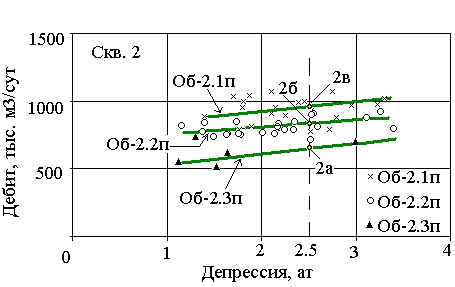 1500
Скв. 2
2в
Об-2.1п
2б
1000
Об-2.2п
2а
500
Об-2.3п
Об-2.1п
Об-2.2п
Об-2.3п
0
1
2
2.5
3
4
Депрессия, ат
Дебит, тыс. м3/сут